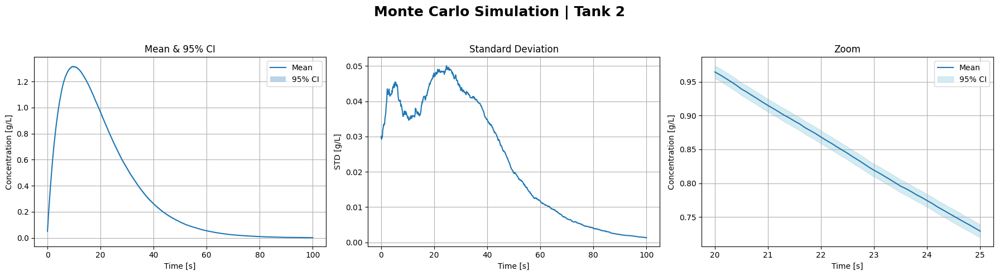 Monte Carlo Simulation | Tank 2
Mean & 95% CI
Concentration [g/L]
1.2
1.0
0.8
0.6
0.4
0.2
0.0
Mean
95% CI
0 20 40 60 80 100
Time [s]
Standard Deviation
STD [g/L]
0.05
0.04
0.03
0.02
0.01
0.00
0 20 40 60 80 100
Time [s]
Zoom
Concentration [g/L]
0.95
0.90
0.85
0.80
0.75
Mean
95% CI
20 21 22 23 24 25
Time [s]